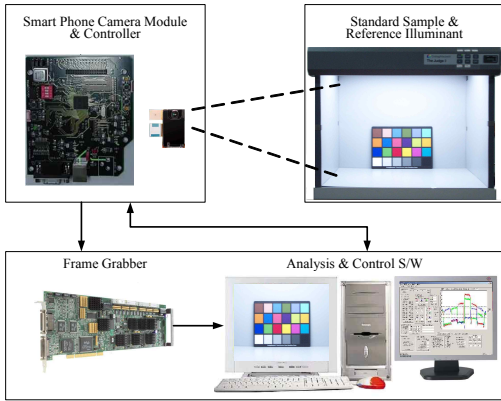 Smart Phone Camera Module
& Controller
Standard Sample &
Reference Illuminant
Frame Grabber
Analysis & Control S/W